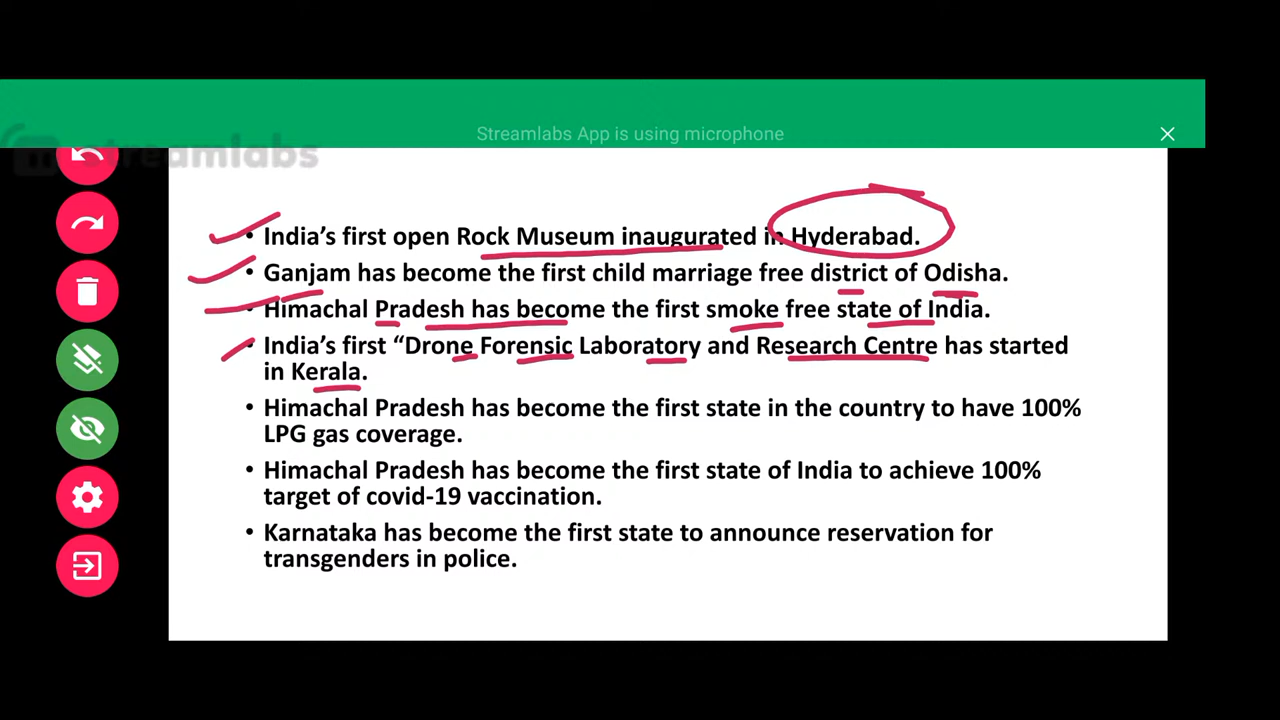 Streamlabs App is using microphone
streamlabs
• India’s first open Rock Museum inaugurated in Hyderabad.
• Ganjam has become the first child marriage free district of Odisha.
• Himachal Pradesh has become the first smoke free state of India.
• India’s first “Drone Forensic Laboratory and Research Centre has started
in Kerala.
• Himachal Pradesh has become the first state in the country to have 100%
LPG gas coverage.
• Himachal Pradesh has become the first state of India to achieve 100%
target of covid-19 vaccination.
• Karnataka has become the first state to announce reservation for
transgenders in police.